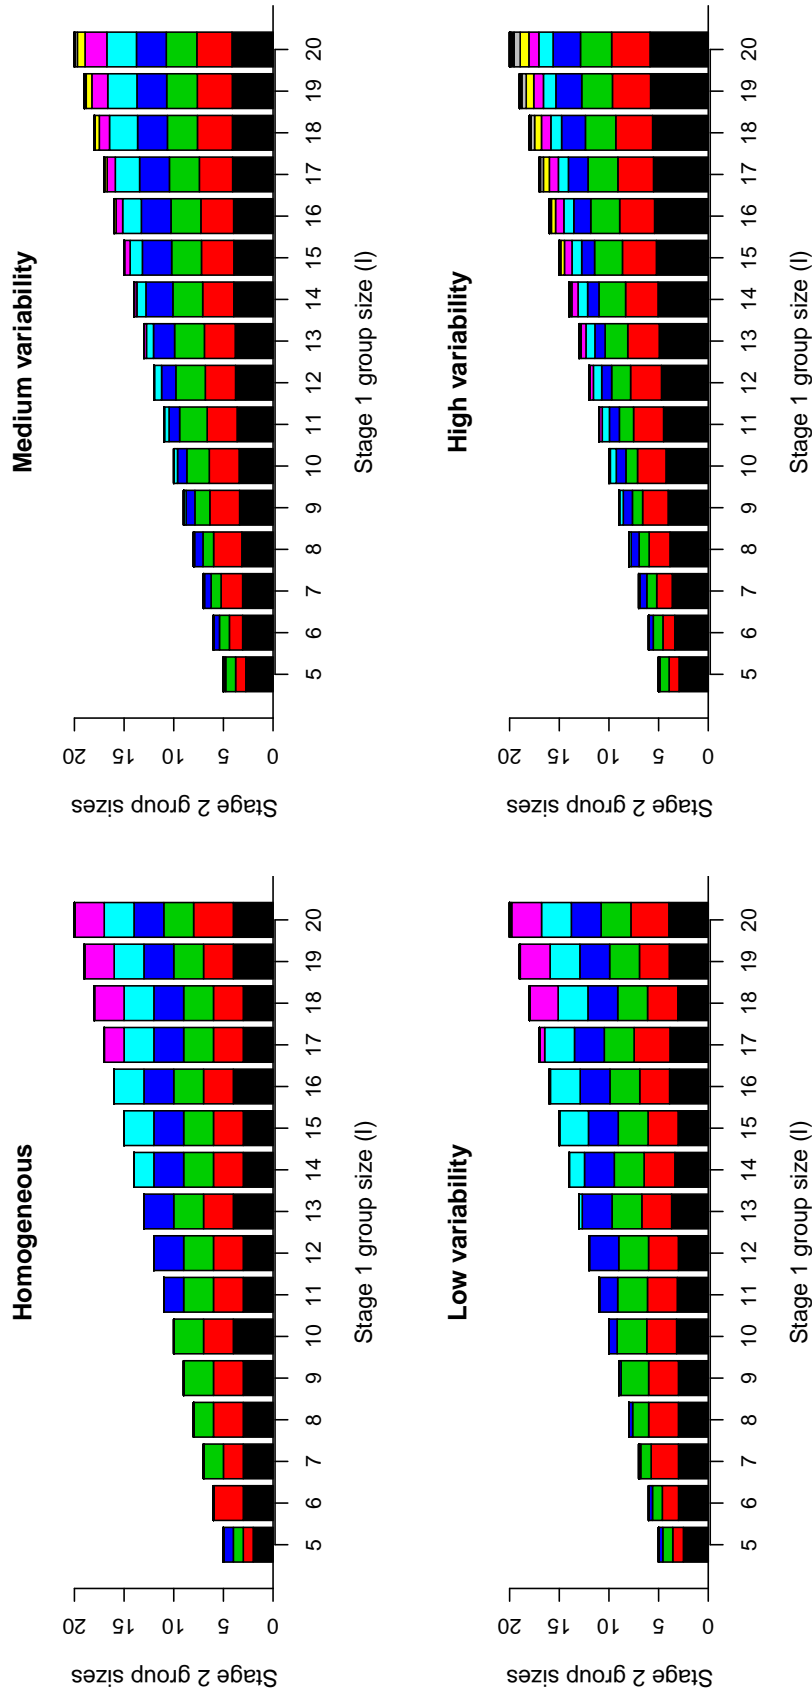 Homogeneous
Stage 2 group sizes
0 5 10 15 20
5 6 7 8 9 10 11 12 13 14 15 16 17 18 19 20
Stage 1 group size (I)
Medium variability
Stage 2 group sizes
0 5 10 15 20
5 6 7 8 9 10 11 12 13 14 15 16 17 18 19 20
Stage 1 group size (I)
Low variability
Stage 2 group sizes
0 5 10 15 20
5 6 7 8 9 10 11 12 13 14 15 16 17 18 19 20
Stage 1 group size (I)
High variability
Stage 2 group sizes
0 5 10 15 20
5 6 7 8 9 10 11 12 13 14 15 16 17 18 19 20
Stage 1 group size (I)